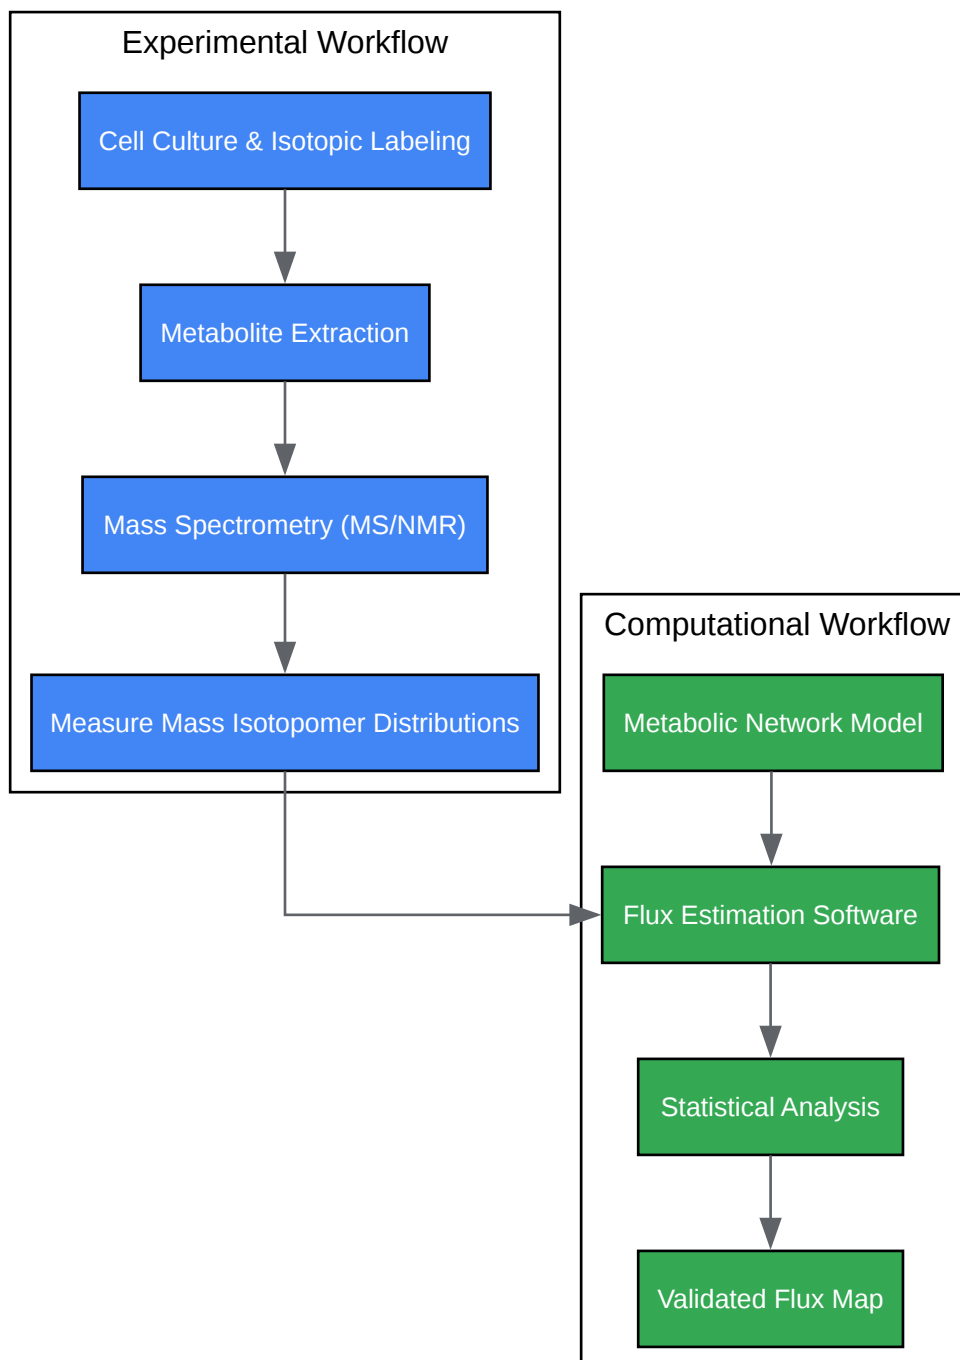 Experimental Workflow
Cell Culture & Isotopic Labeling
Metabolite Extraction
Mass Spectrometry (MS/NMR)
Measure Mass Isotopomer Distributions
Computational Workflow
Metabolic Network Model
Flux Estimation Software
Statistical Analysis
Validated Flux Map